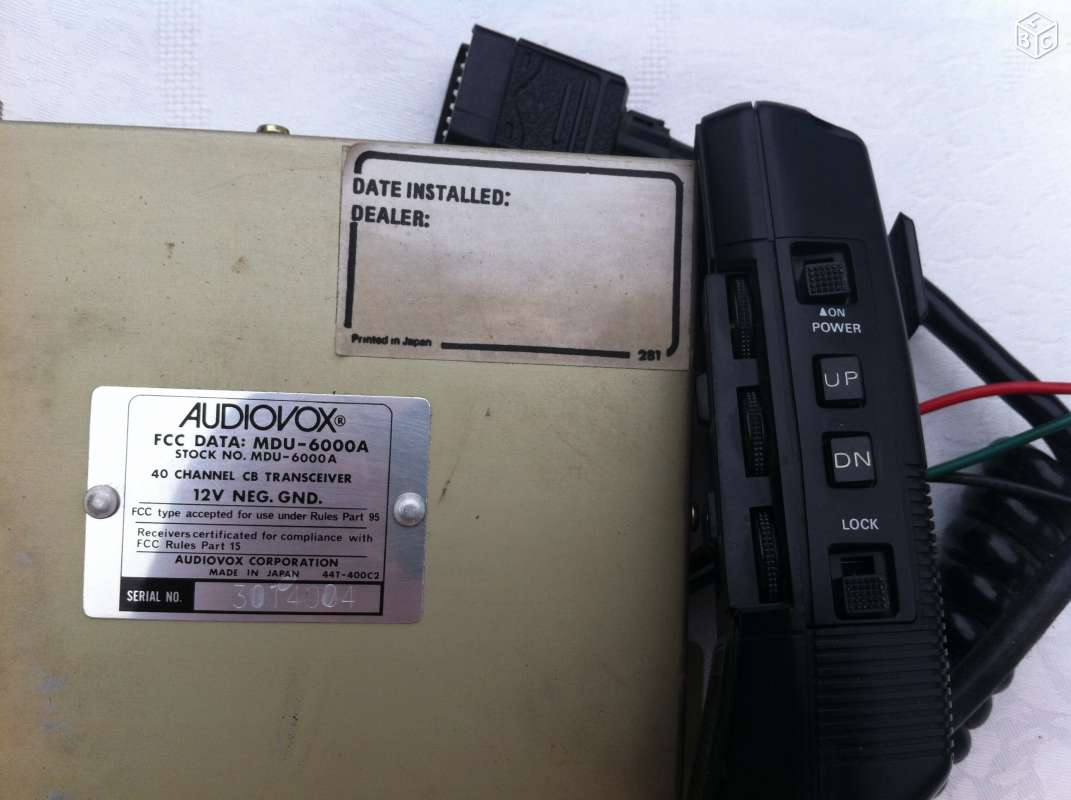 DATE INSTALLED:
DEALER:
Printed in Japan
281
AUDIOVOX®
FCC DATA: MDU-6000A
STOCK NO. MDU-6000A
40 CHANNEL CB TRANSCEIVER
12V NEG. GND.
FCC type accepted for use under Rules Part 95
Receivers certificated for compliance with
FCC Rules Part 15
AUDIOVOX CORPORATION
MADE IN JAPAN 44T-400C2
SERIAL NO.
▲ON
POWER
UP
DN
LOCK
LBC